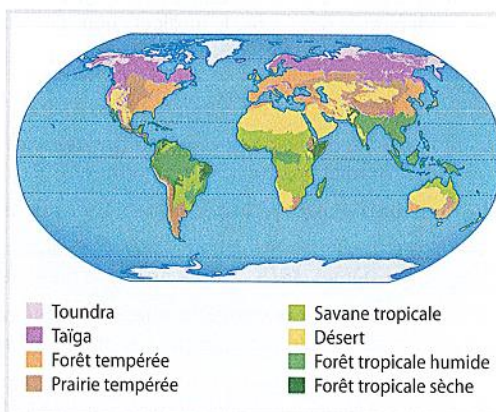 Toundra
Taïga
Forêt tempérée
Prairie tempérée
Savane tropicale
Désert
Forêt tropicale humide
Forêt tropicale sèche